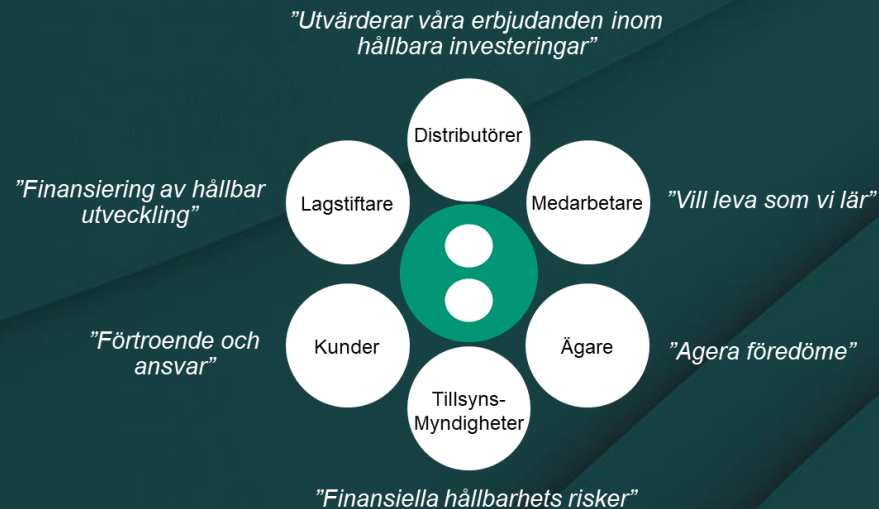 ”Utvärderar våra erbjudanden inom
hållbara investeringar”
Distributörer
Lagstiftare
”Finansiering av hållbar
utveckling”
Medarbetare
”Vill leva som vi lär”
Kunder
”Förtroende och
ansvar”
Ägare
”Agera föredöme”
Tillsyns-
Myndigheter
”Finansiella hållbarhets risker”